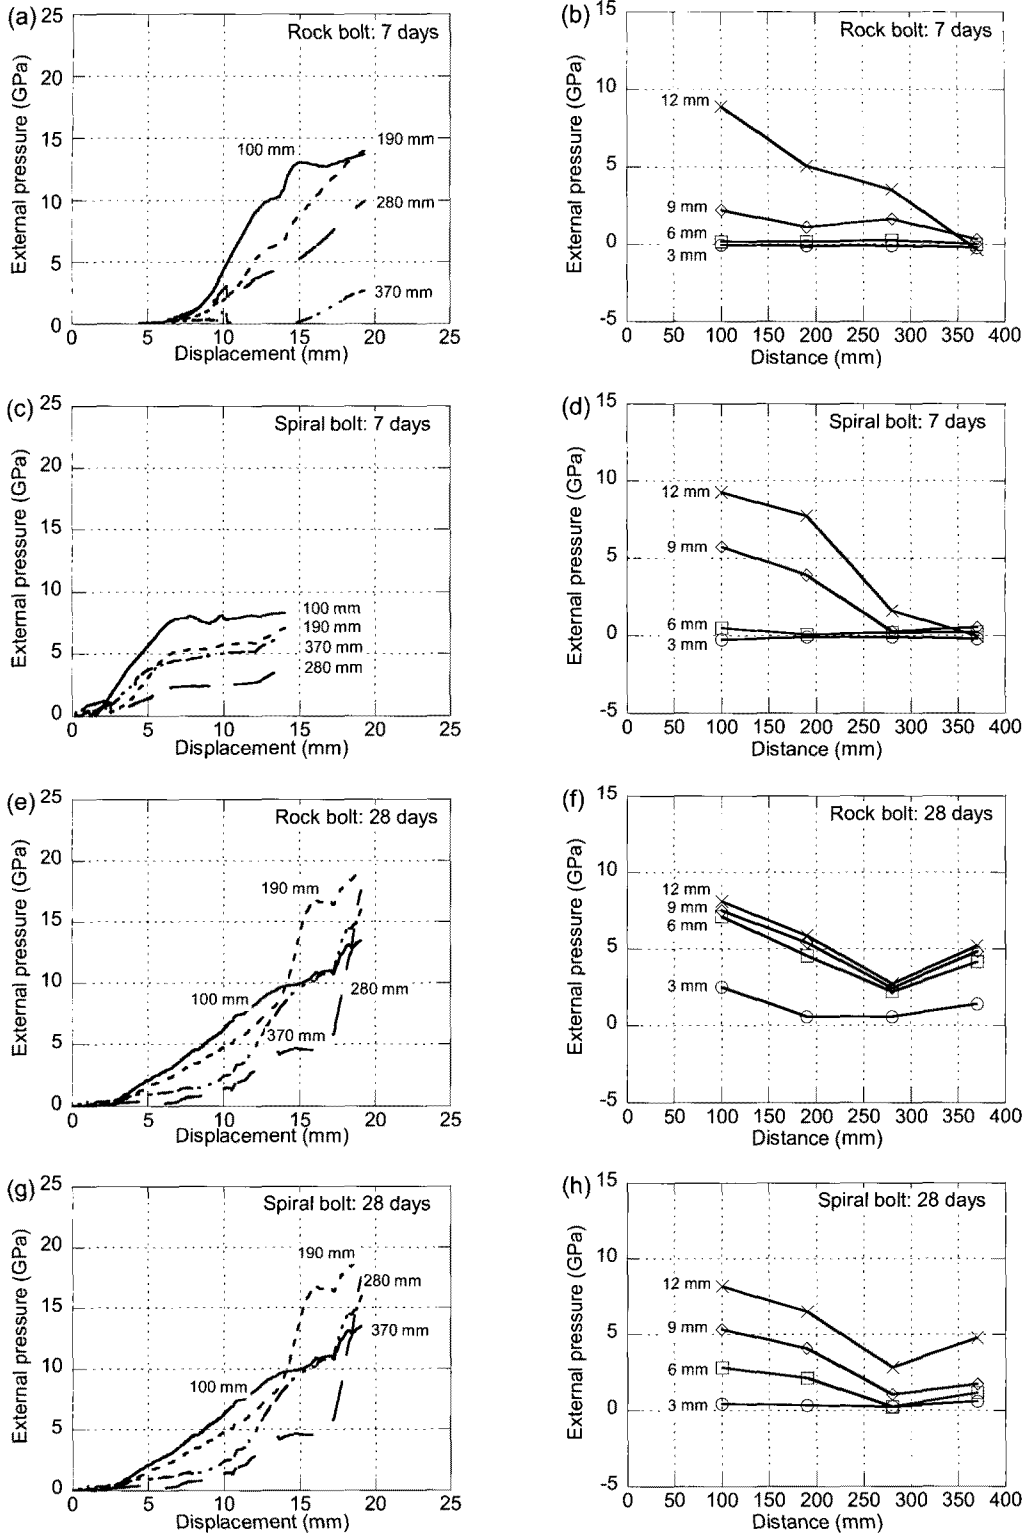 (a)
Rock bolt: 7 days
External pressure (GPa)
25
20
15
10
5
0
100 mm
190 mm
280 mm
370 mm
0 5 10 15 20 25
Displacement (mm)
(b)
Rock bolt: 7 days
External pressure (GPa)
15
10
5
0
-5
12 mm
9 mm
6 mm
3 mm
0 50 100 150 200 250 300 350 400
Distance (mm)
(c)
Spiral bolt: 7 days
External pressure (GPa)
25
20
15
10
5
0
100 mm
190 mm
370 mm
280 mm
0 5 10 15 20 25
Displacement (mm)
(d)
Spiral bolt: 7 days
External pressure (GPa)
15
10
5
0
-5
12 mm
9 mm
6 mm
3 mm
0 50 100 150 200 250 300 350 400
Distance (mm)
(e)
Rock bolt: 28 days
External pressure (GPa)
25
20
15
10
5
0
190 mm
100 mm
280 mm
370 mm
0 5 10 15 20 25
Displacement (mm)
(f)
Rock bolt: 28 days
External pressure (GPa)
15
10
5
0
-5
12 mm
9 mm
6 mm
3 mm
0 50 100 150 200 250 300 350 400
Distance (mm)
(g)
Spiral bolt: 28 days
External pressure (GPa)
25
20
15
10
5
0
190 mm
280 mm
370 mm
100 mm
0 5 10 15 20 25
Displacement (mm)
(h)
Spiral bolt: 28 days
External pressure (GPa)
15
10
5
0
-5
12 mm
9 mm
6 mm
3 mm
0 50 100 150 200 250 300 350 400
Distance (mm)